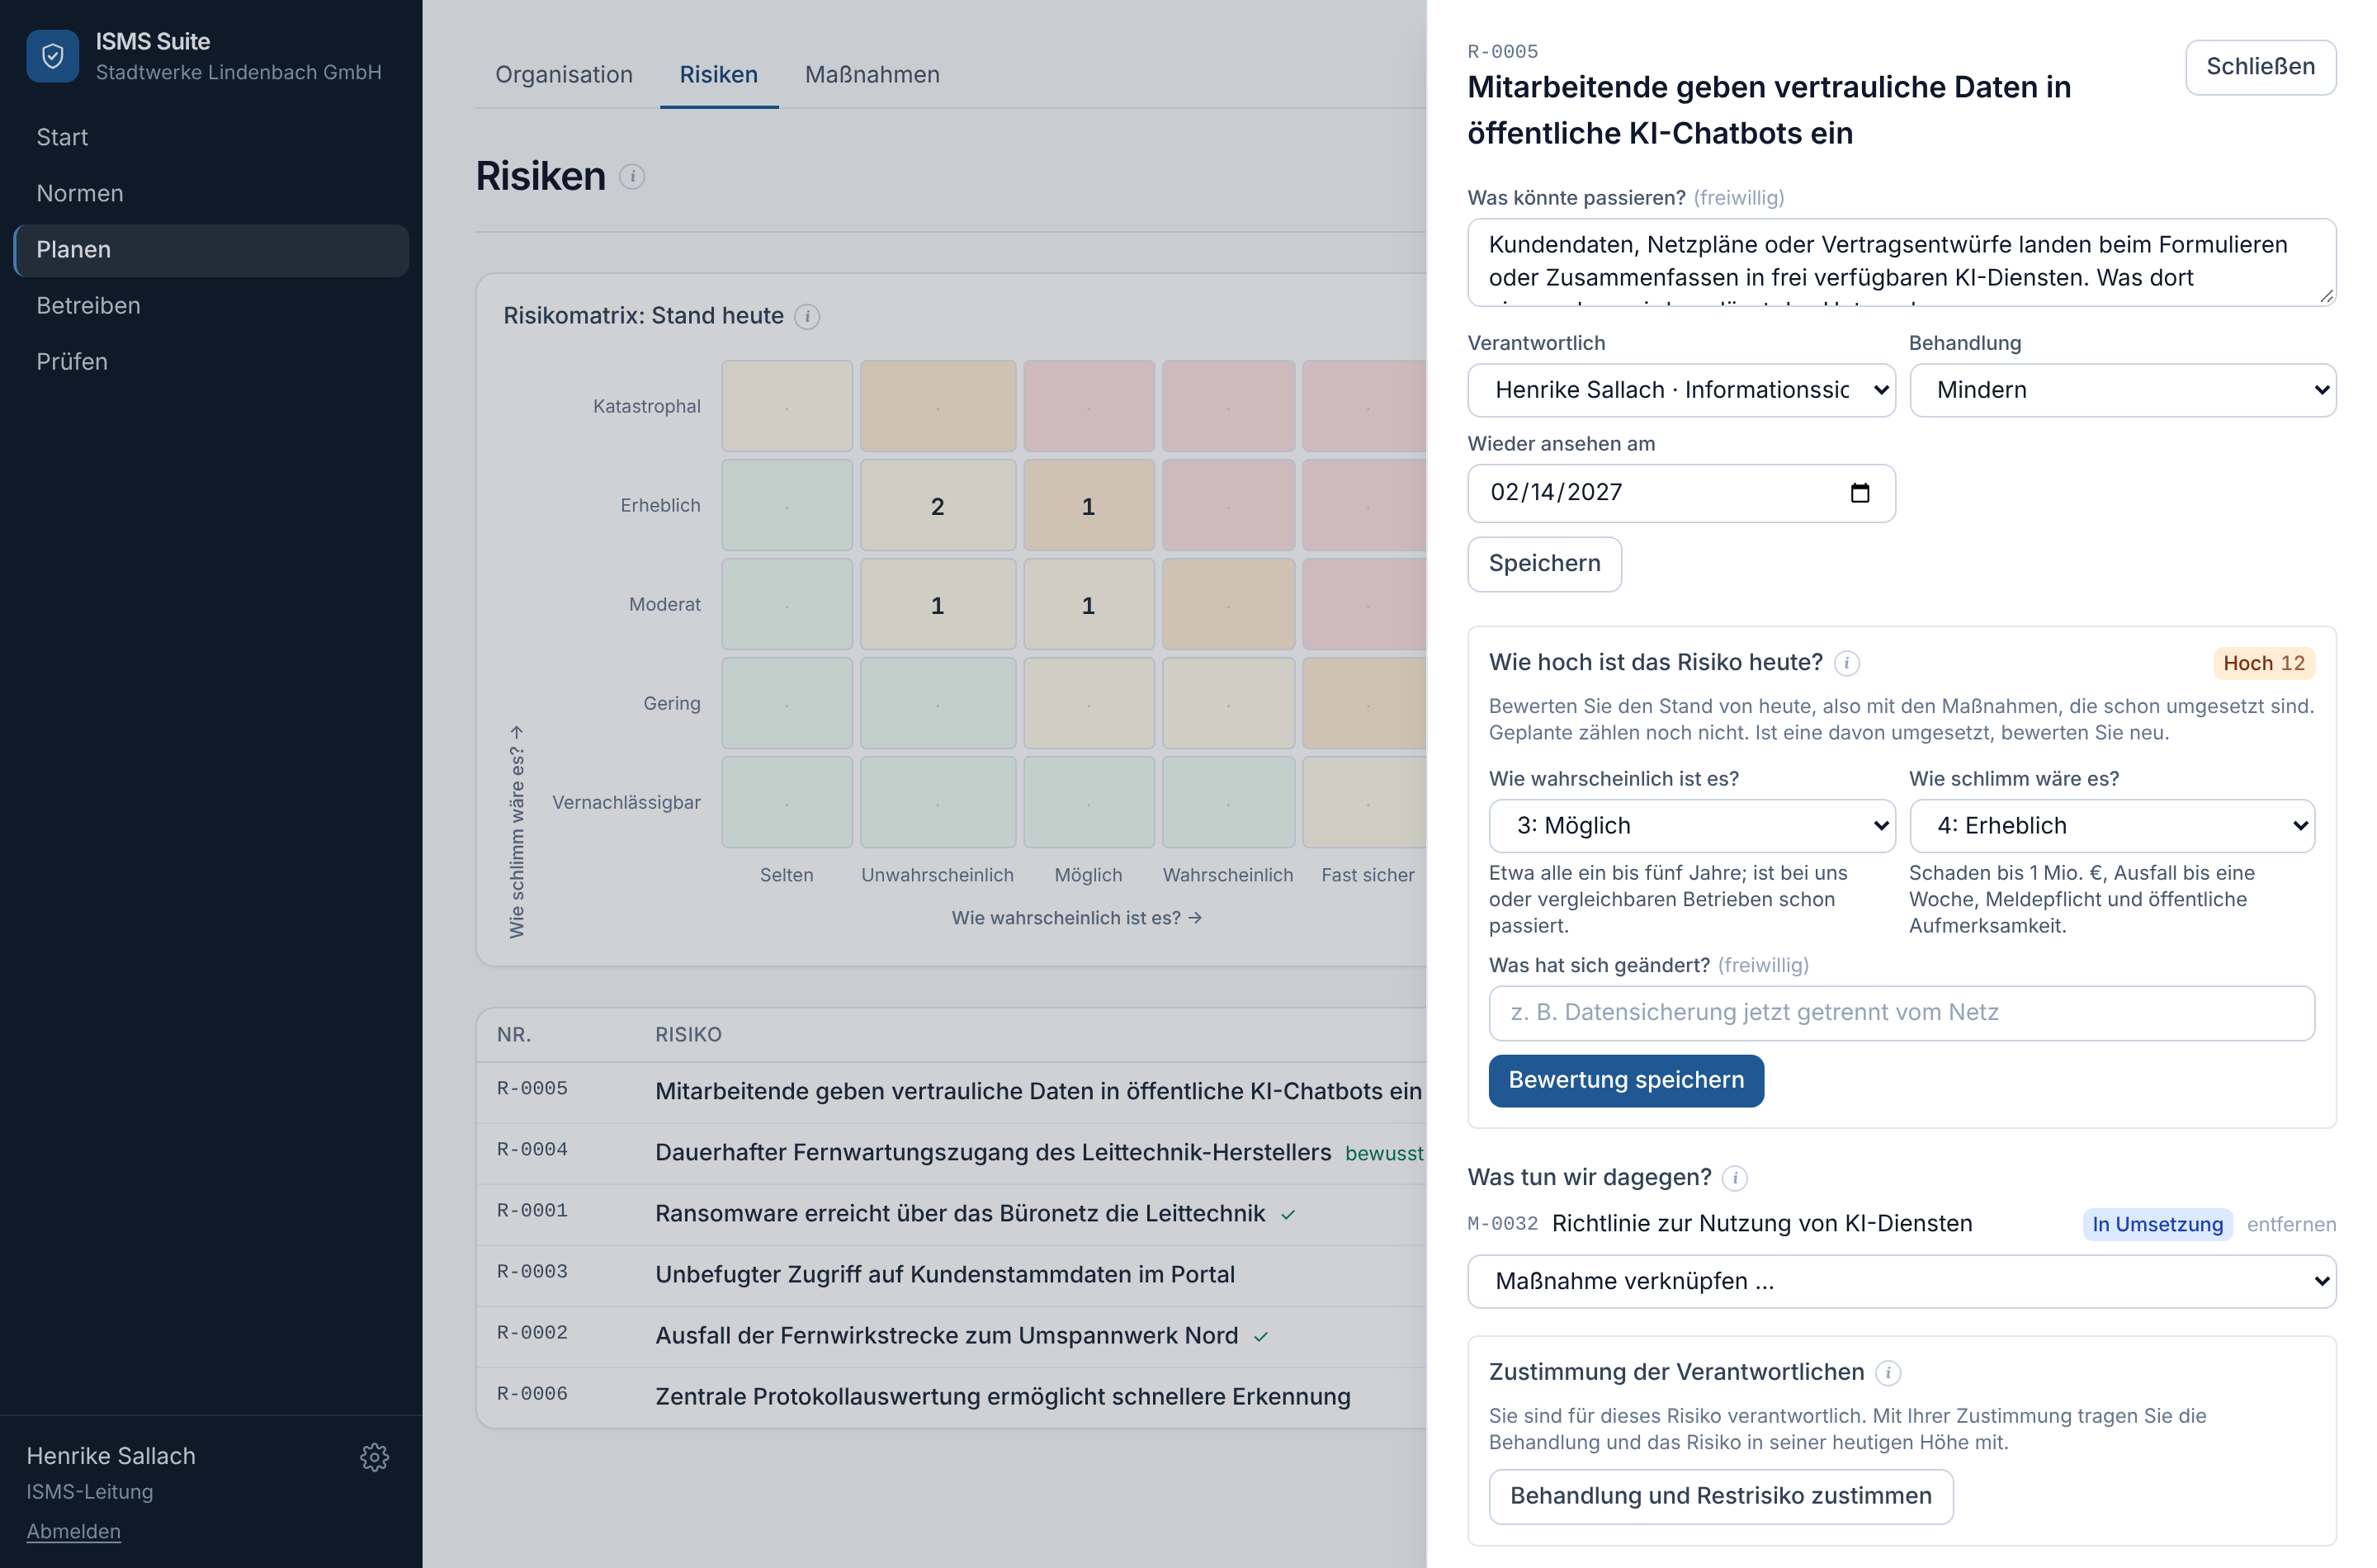 ISMS Suite
Stadtwerke Lindenbach GmbH
Start
Normen
Planen
Betreiben
Prüfen
Henrike Sallach
ISMS-Leitung
Abmelden
Organisation Risiken Maßnahmen
Risiken
Risikomatrix: Stand heute
Wie schlimm wäre es? →
Katastrophal
Erheblich 2 1
Moderat 1 1
Gering
Vernachlässigbar
Selten Unwahrscheinlich Möglich Wahrscheinlich Fast sicher
Wie wahrscheinlich ist es? →
NR. RISIKO
R-0005 Mitarbeitende geben vertrauliche Daten in öffentliche KI-Chatbots ein
R-0004 Dauerhafter Fernwartungszugang des Leittechnik-Herstellers bewusst
R-0001 Ransomware erreicht über das Büronetz die Leittechnik ✓
R-0003 Unbefugter Zugriff auf Kundenstammdaten im Portal
R-0002 Ausfall der Fernwirkstrecke zum Umspannwerk Nord ✓
R-0006 Zentrale Protokollauswertung ermöglicht schnellere Erkennung
R-0005
Mitarbeitende geben vertrauliche Daten in
öffentliche KI-Chatbots ein
Schließen
Was könnte passieren? (freiwillig)
Kundendaten, Netzpläne oder Vertragsentwürfe landen beim Formulieren
oder Zusammenfassen in frei verfügbaren KI-Diensten. Was dort
Verantwortlich Behandlung
Henrike Sallach · Informationssic Mindern
Wieder ansehen am
02/14/2027
Speichern
Wie hoch ist das Risiko heute? Hoch 12
Bewerten Sie den Stand von heute, also mit den Maßnahmen, die schon umgesetzt sind.
Geplante zählen noch nicht. Ist eine davon umgesetzt, bewerten Sie neu.
Wie wahrscheinlich ist es? Wie schlimm wäre es?
3: Möglich 4: Erheblich
Etwa alle ein bis fünf Jahre; ist bei uns
oder vergleichbaren Betrieben schon
passiert.
Schaden bis 1 Mio. €, Ausfall bis eine
Woche, Meldepflicht und öffentliche
Aufmerksamkeit.
Was hat sich geändert? (freiwillig)
z. B. Datensicherung jetzt getrennt vom Netz
Bewertung speichern
Was tun wir dagegen?
M-0032 Richtlinie zur Nutzung von KI-Diensten In Umsetzung entfernen
Maßnahme verknüpfen ...
Zustimmung der Verantwortlichen
Sie sind für dieses Risiko verantwortlich. Mit Ihrer Zustimmung tragen Sie die
Behandlung und das Risiko in seiner heutigen Höhe mit.
Behandlung und Restrisiko zustimmen